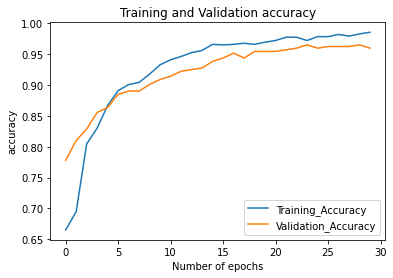 Training and Validation accuracy
accuracy
1.00
0.95
0.90
0.85
0.80
0.75
0.70
0.65
Training_Accuracy
Validation_Accuracy
0 5 10 15 20 25 30
Number of epochs